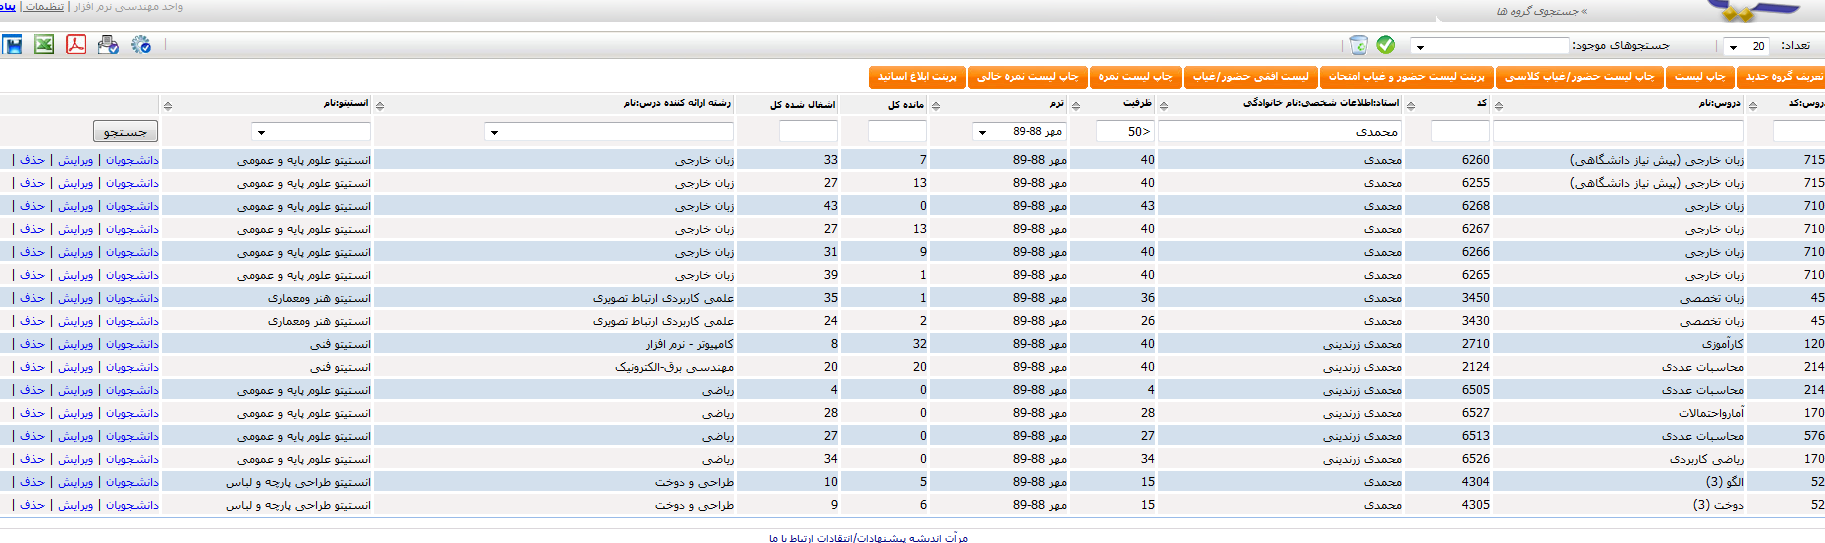 واحد مهندسی نرم افزار | تنظیمات |
» جستجوی گروه ها
تعداد: 20 | جستجوهای موجود:
تعریف گروه جدید چاپ لیست چاپ لیست حضور/غیاب کلاسی پرینت لیست حضور و غیاب امتحان لیست افقی حضور/غیاب چاپ لیست نمره چاپ لیست نمره خالی پرینت ابلاغ اساتید
دروس:کد دروس:نام کد استاد:اطلاعات شخصی:نام خانوادگی ظرفیت ترم مانده کل اشغال شده کل رشته ارائه کننده درس:نام انستیتو:نام
محمدی 50> مهر 88-89 جستجو
715 زبان خارجی (پیش نیاز دانشگاهی) 6260 محمدی 40 مهر 88-89 7 33 زبان خارجی انستیتو علوم پایه و عمومی دانشجویان | ویرایش | حذف |
715 زبان خارجی (پیش نیاز دانشگاهی) 6255 محمدی 40 مهر 88-89 13 27 زبان خارجی انستیتو علوم پایه و عمومی دانشجویان | ویرایش | حذف |
710 زبان خارجی 6268 محمدی 43 مهر 88-89 0 43 زبان خارجی انستیتو علوم پایه و عمومی دانشجویان | ویرایش | حذف |
710 زبان خارجی 6267 محمدی 40 مهر 88-89 13 27 زبان خارجی انستیتو علوم پایه و عمومی دانشجویان | ویرایش | حذف |
710 زبان خارجی 6266 محمدی 40 مهر 88-89 9 31 زبان خارجی انستیتو علوم پایه و عمومی دانشجویان | ویرایش | حذف |
710 زبان خارجی 6265 محمدی 40 مهر 88-89 1 39 زبان خارجی انستیتو علوم پایه و عمومی دانشجویان | ویرایش | حذف |
45 زبان تخصصی 3450 محمدی 36 مهر 88-89 1 35 علمی کاربردی ارتباط تصویری انستیتو هنر ومعماری دانشجویان | ویرایش | حذف |
45 زبان تخصصی 3430 محمدی 26 مهر 88-89 2 24 علمی کاربردی ارتباط تصویری انستیتو هنر ومعماری دانشجویان | ویرایش | حذف |
120 کارآموزی 2710 محمدی زرندینی 40 مهر 88-89 32 8 کامپیوتر - نرم افزار انستیتو فنی دانشجویان | ویرایش | حذف |
214 محاسبات عددی 2124 محمدی زرندینی 40 مهر 88-89 20 20 مهندسی برق-الکترونیک انستیتو فنی دانشجویان | ویرایش | حذف |
214 محاسبات عددی 6505 محمدی زرندینی 4 مهر 88-89 0 4 ریاضی انستیتو علوم پایه و عمومی دانشجویان | ویرایش | حذف |
170 آمارواحتمالات 6527 محمدی زرندینی 28 مهر 88-89 0 28 ریاضی انستیتو علوم پایه و عمومی دانشجویان | ویرایش | حذف |
576 محاسبات عددی 6513 محمدی زرندینی 27 مهر 88-89 0 27 ریاضی انستیتو علوم پایه و عمومی دانشجویان | ویرایش | حذف |
170 ریاضی کاربردی 6526 محمدی زرندینی 34 مهر 88-89 0 34 ریاضی انستیتو علوم پایه و عمومی دانشجویان | ویرایش | حذف |
52 الگو (3) 4304 محمدی 15 مهر 88-89 5 10 طراحی و دوخت انستیتو طراحی پارچه و لباس دانشجویان | ویرایش | حذف |
52 دوخت (3) 4305 محمدی 15 مهر 88-89 6 9 طراحی و دوخت انستیتو طراحی پارچه و لباس دانشجویان | ویرایش | حذف |
مرآت اندیشه پیشنهادات/انتقادات ارتباط با ما